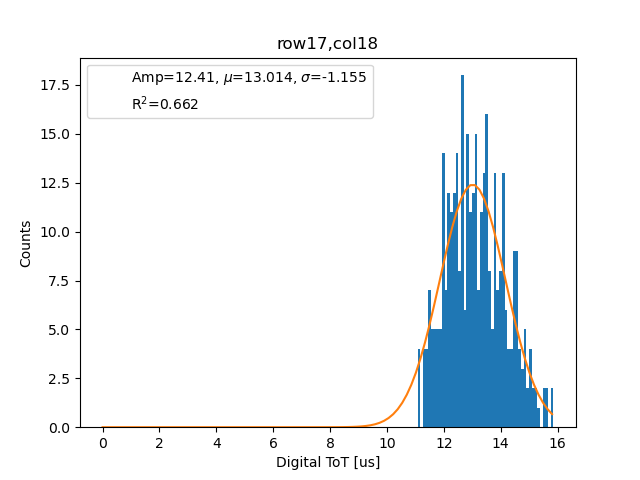 row17,col18
Amp=12.41, μ=13.014, σ=-1.155
R²=0.662
17.5
15.0
12.5
10.0
7.5
5.0
2.5
0.0
Counts
0 2 4 6 8 10 12 14 16
Digital ToT [us]